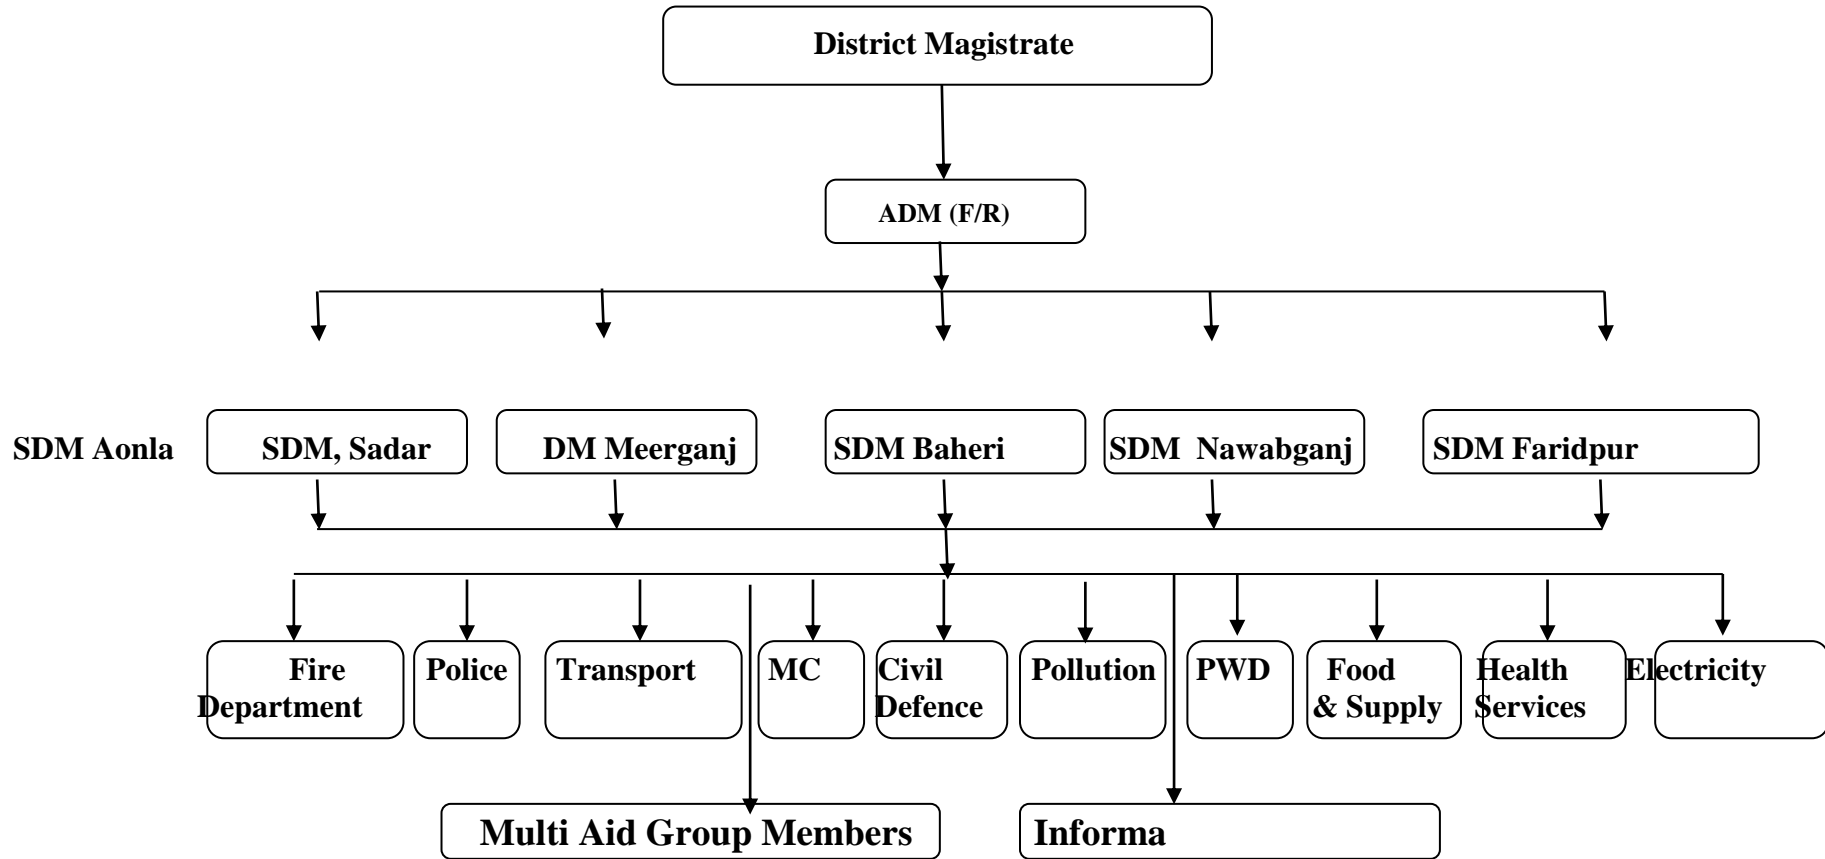 District Magistrate
ADM (F/R)
SDM Aonla
SDM, Sadar
DM Meerganj
SDM Baheri
SDM Nawabganj
SDM Faridpur
Fire
Department
Police
Transport
MC
Civil
Defence
Pollution
PWD
Food
& Supply
Health
Services
Electricity
Multi Aid Group Members
Informa